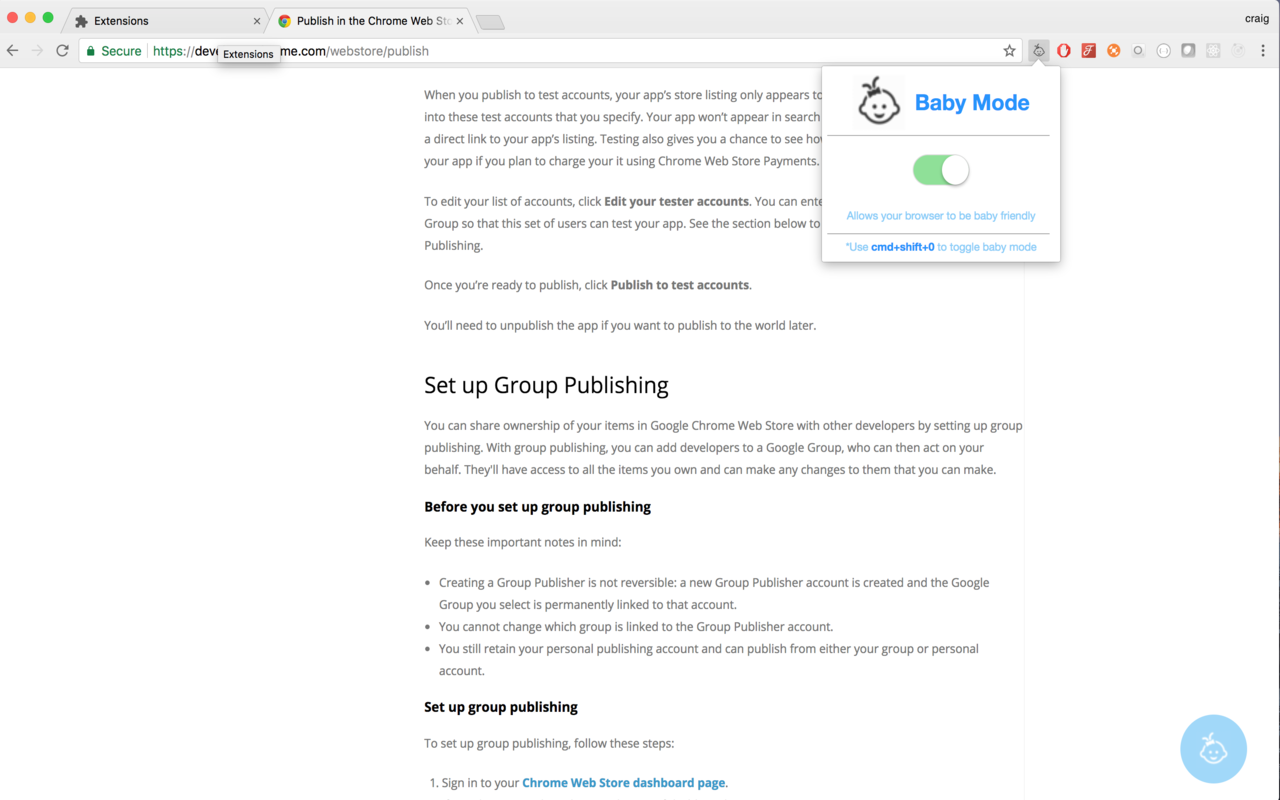 Extensions
Publish in the Chrome Web Sto
craig
Secure
https://deve
me.com/webstore/publish
Extensions
When you publish to test accounts, your app's store listing only appears to
into these test accounts that you specify. Your app won't appear in search
a direct link to your app's listing. Testing also gives you a chance to see how
your app if you plan to charge your it using Chrome Web Store Payments.
To edit your list of accounts, click Edit your tester accounts. You can ente
Group so that this set of users can test your app. See the section below to
Publishing.
Once you're ready to publish, click Publish to test accounts.
You'll need to unpublish the app if you want to publish to the world later.
Baby Mode
Allows your browser to be baby friendly
*Use cmd+shift+0 to toggle baby mode
Set up Group Publishing
You can share ownership of your items in Google Chrome Web Store with other developers by setting up group
publishing. With group publishing, you can add developers to a Google Group, who can then act on your
behalf. They'll have access to all the items you own and can make any changes to them that you can make.
Before you set up group publishing
Keep these important notes in mind:
• Creating a Group Publisher is not reversible: a new Group Publisher account is created and the Google
Group you select is permanently linked to that account.
• You cannot change which group is linked to the Group Publisher account.
• You still retain your personal publishing account and can publish from either your group or personal
account.
Set up group publishing
To set up group publishing, follow these steps:
1. Sign in to your Chrome Web Store dashboard page.